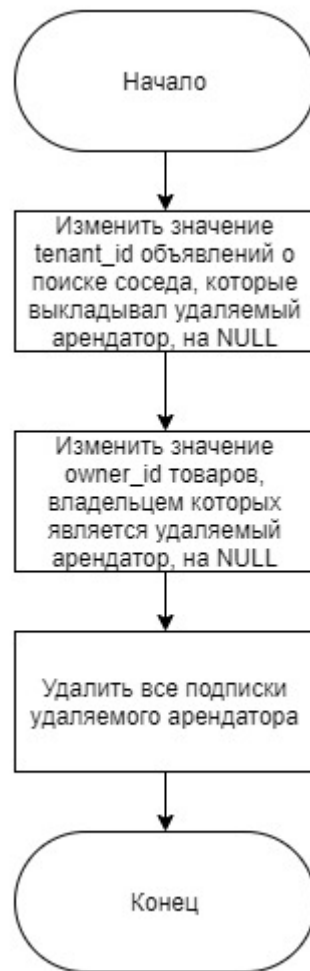 Начало
Изменить значение
tenant_id объявлений о
поиске соседа, которые
выкладывал удаляемый
арендатор, на NULL
Изменить значение
owner_id товаров,
владельцем которых
является удаляемый
арендатор, на NULL
Удалить все подписки
удаляемого арендатора
Конец